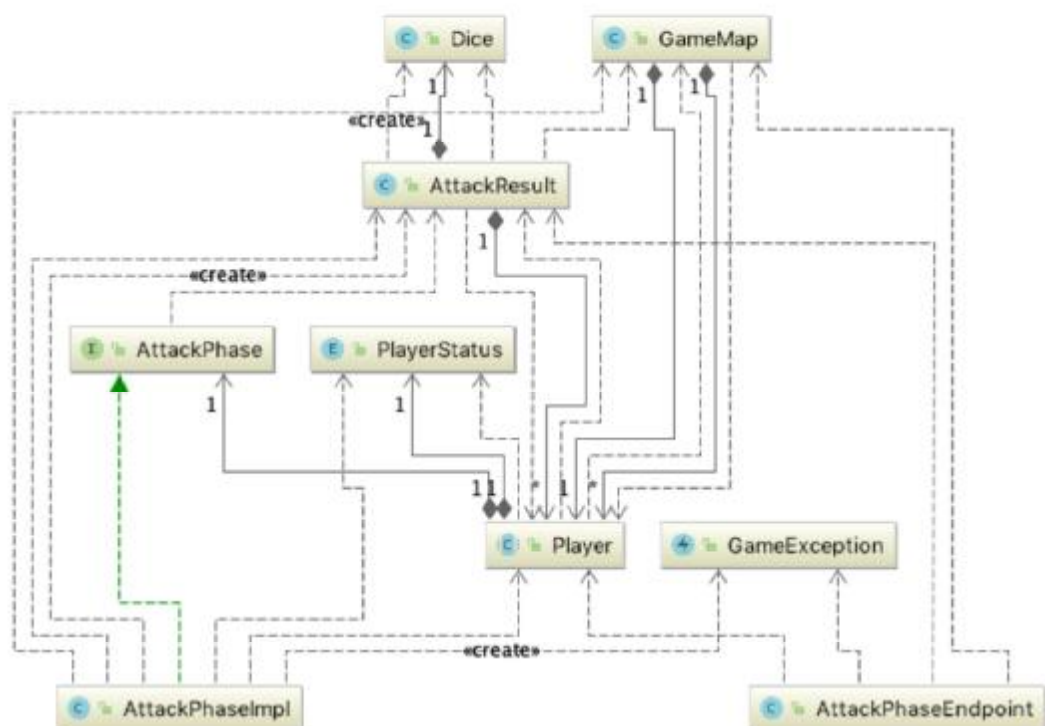 C Dice
C GameMap
1
1
1
«create»
1
C AttackResult
1
«create»
I AttackPhase
E PlayerStatus
1
1
1 1
*
1
*
C Player
GameException
«create»
C AttackPhaseImpl
C AttackPhaseEndpoint